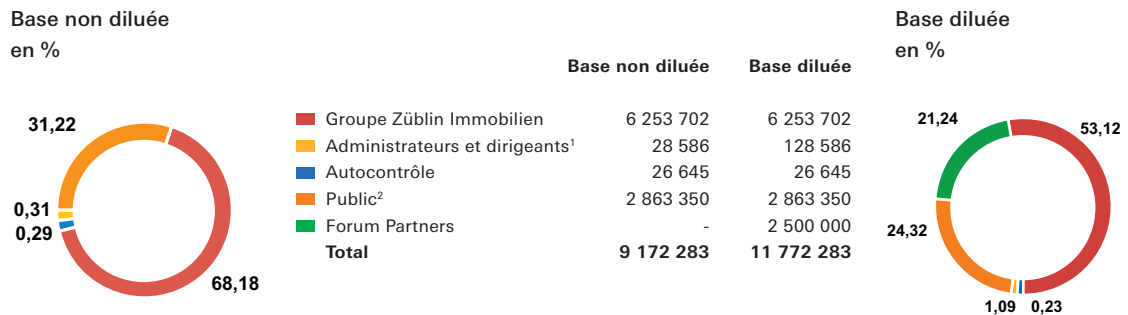 Base non diluée
en %
31,22
0,31
0,29
68,18
Base non diluée Base diluée
Groupe Züblin Immobilien 6 253 702 6 253 702
Administrateurs et dirigeants¹ 28 586 128 586
Autocontrôle 26 645 26 645
Public² 2 863 350 2 863 350
Forum Partners - 2 500 000
Total 9 172 283 11 772 283
Base diluée
en %
21,24
53,12
24,32
1,09
0,23